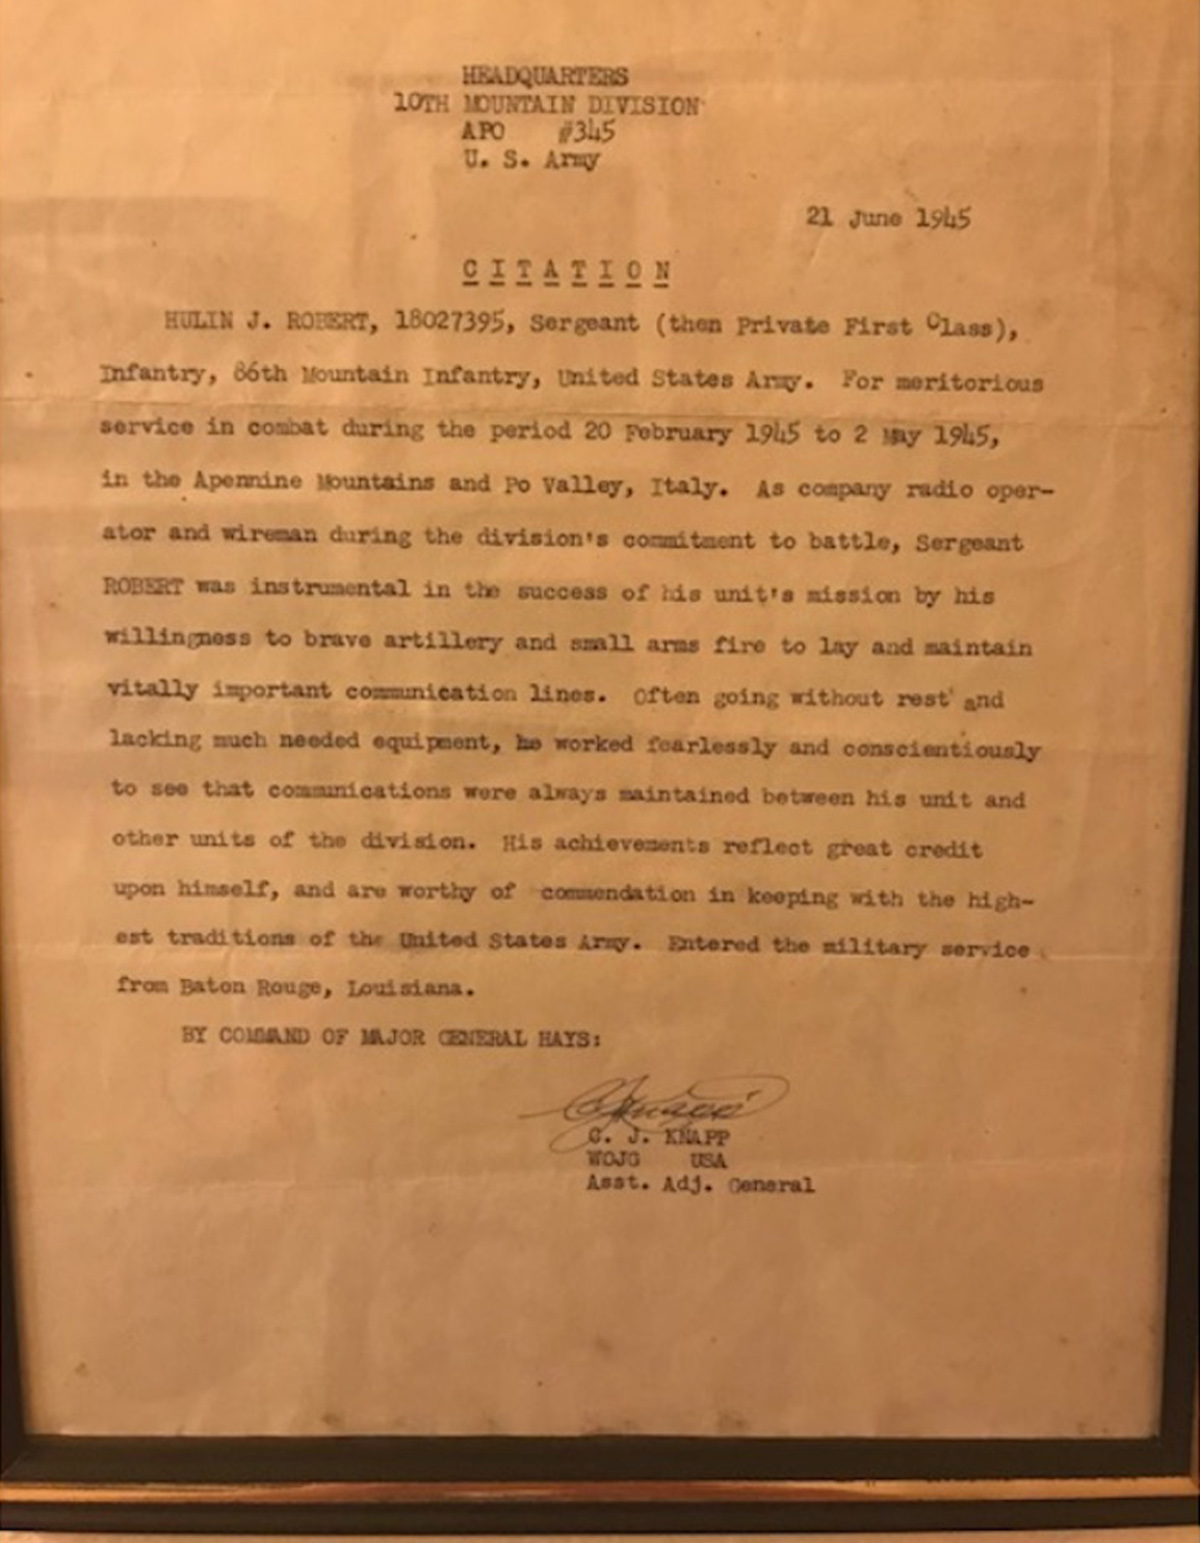 HEADQUARTERS
10TH MOUNTAIN DIVISION
APO #345
U. S. Army
21 June 1945
CITATION
HULIN J. ROBERT, 18027395, Sergeant (then Private First Class),
Infantry, 86th Mountain Infantry, United States Army. For meritorious
service in combat during the period 20 February 1945 to 2 May 1945,
in the Apennine Mountains and Po Valley, Italy. As company radio oper-
ator and wireman during the division's commitment to battle, Sergeant
ROBERT was instrumental in the success of his unit's mission by his
willingness to brave artillery and small arms fire to lay and maintain
vitally important communication lines. Often going without rest and
lacking much needed equipment, he worked fearlessly and conscientiously
to see that communications were always maintained between his unit and
other units of the division. His achievements reflect great credit
upon himself, and are worthy of commendation in keeping with the high-
est traditions of the United States Army. Entered the military service
from Baton Rouge, Louisiana.
BY COMMAND OF MAJOR GENERAL HAYS:
CJKnapp
C. J. KNAPP
WOJG USA
Asst. Adj. General